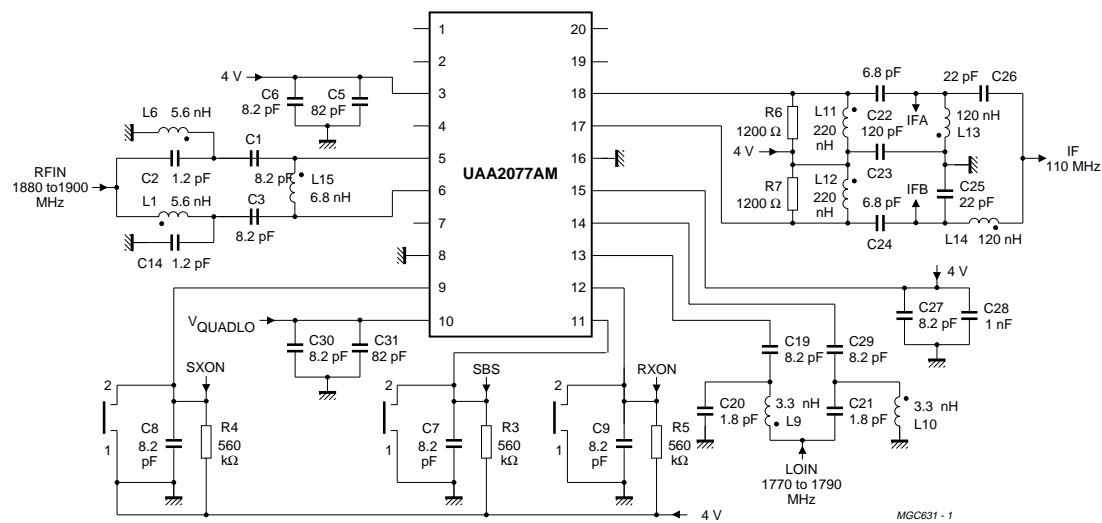 1
20
2
19
4 V
C6
8.2 pF
C5
82 pF
3
18
L6
5.6 nH
C1
8.2 pF
4
17
C2
1.2 pF
RFIN
1880 to1900
MHz
L15
6.8 nH
5
16
UAA2077AM
6
15
L1
5.6 nH
C3
8.2 pF
C14
1.2 pF
7
14
8
13
9
12
10
11
6.8 pF
C22
22 pF
C26
R6
1200 Ω
L11
220
nH
IFA
120 nH
L13
120 pF
C23
4 V
IF
110 MHz
R7
1200 Ω
L12
220
nH
6.8 pF
C24
IFB
C25
22 pF
L14
120 nH
4 V
C27
8.2 pF
C28
1 nF
VQUADLO
C30
8.2 pF
C31
82 pF
C19
8.2 pF
C29
8.2 pF
C20
1.8 pF
3.3 nH
L9
C21
1.8 pF
3.3 nH
L10
LOIN
1770 to 1790
MHz
SXON
2
1
C8
8.2
pF
R4
560
kΩ
SBS
2
1
C7
8.2
pF
R3
560
kΩ
RXON
2
1
C9
8.2
pF
R5
560
kΩ
4 V
MGC631 - 1